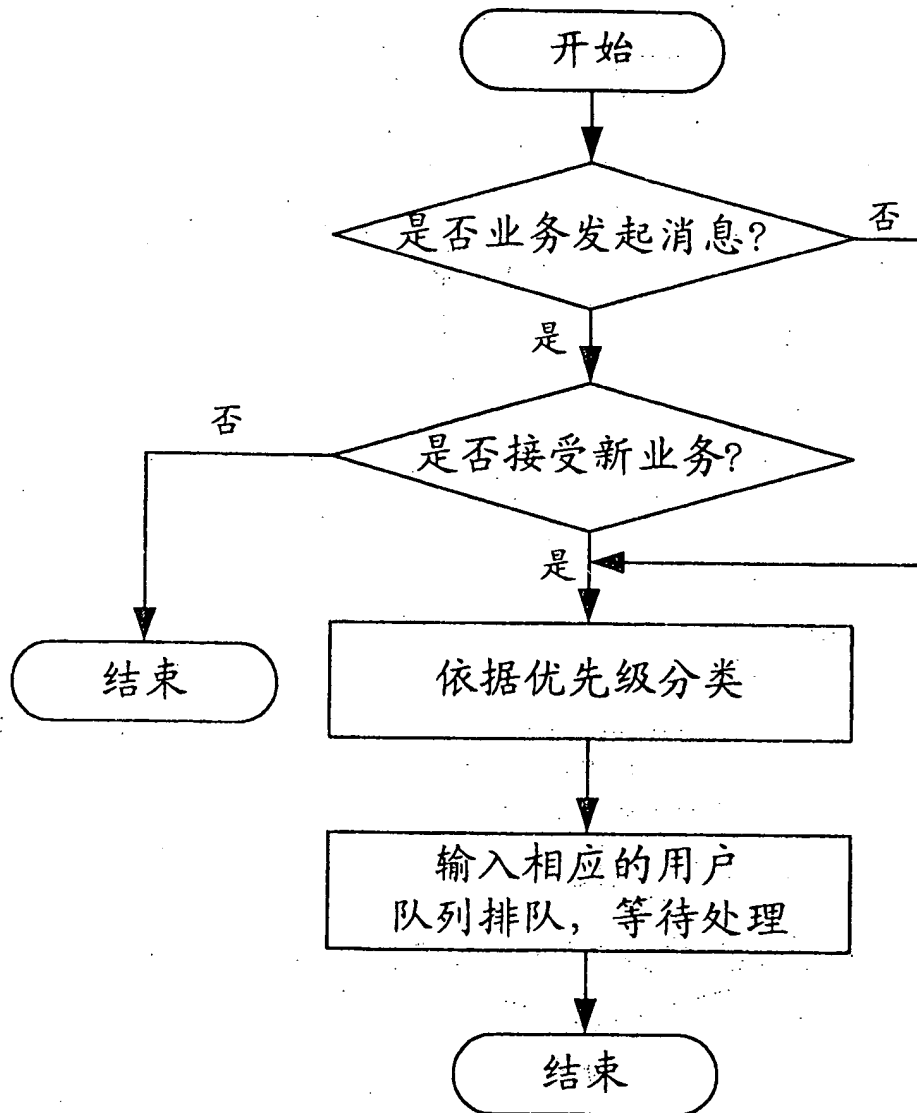 开始
是否业务发起消息?
否
是
否
是否接受新业务?
是
结束
依据优先级分类
输入相应的用户
队列排队，等待处理
结束